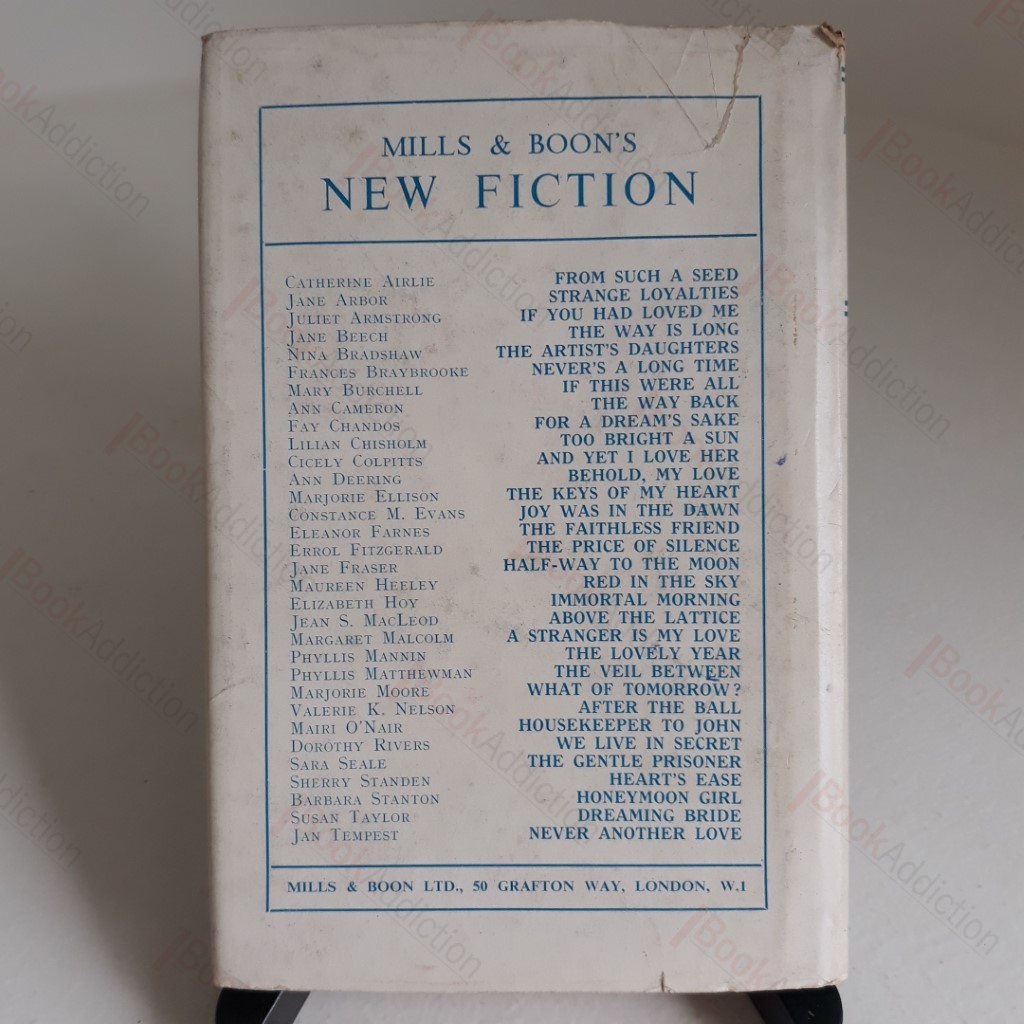 MILLS & BOON'S
NEW FICTION
CATHERINE AIRLIE FROM SUCH A SEED
JANE ARBOR STRANGE LOYALTIES
JULIET ARMSTRONG IF YOU HAD LOVED ME
JANE BEECH THE WAY IS LONG
NINA BRADSHAW THE ARTIST'S DAUGHTERS
FRANCES BRAYBROOKE NEVER'S A LONG TIME
MARY BURCHELL IF THIS WERE ALL
ANN CAMERON THE WAY BACK
FAY CHANDOS FOR A DREAM'S SAKE
LILIAN CHISHOLM TOO BRIGHT A SUN
CICELY COLPITTS AND YET I LOVE HER
ANN DEERING BEHOLD, MY LOVE
MARJORIE ELLISON THE KEYS OF MY HEART
CONSTANCE M. EVANS JOY WAS IN THE DAWN
ELEANOR FARNES THE FAITHLESS FRIEND
ERROL FITZGERALD THE PRICE OF SILENCE
JANE FRASER HALF-WAY TO THE MOON
MAUREEN HEELEY RED IN THE SKY
ELIZABETH HOY IMMORTAL MORNING
JEAN S. MACLEOD ABOVE THE LATTICE
MARGARET MALCOLM A STRANGER IS MY LOVE
PHYLLIS MANNIN THE LOVELY YEAR
PHYLLIS MATTHEWMAN THE VEIL BETWEEN
MARJORIE MOORE WHAT OF TOMORROW?
VALERIE K. NELSON AFTER THE BALL
MAIRI O'NAIR HOUSEKEEPER TO JOHN
DOROTHY RIVERS WE LIVE IN SECRET
SARA SEALE THE GENTLE PRISONER
SHERRY STANDEN HEART'S EASE
BARBARA STANTON HONEYMOON GIRL
SUSAN TAYLOR DREAMING BRIDE
JAN TEMPEST NEVER ANOTHER LOVE
MILLS & BOON LTD., 50 GRAFTON WAY, LONDON, W.1
BookAddiction